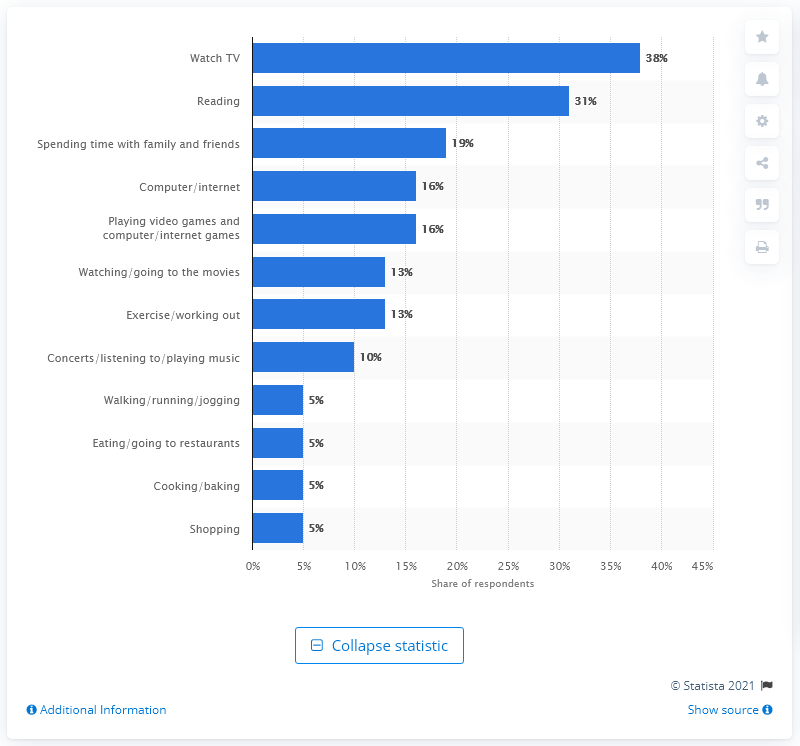 Watch TV
38%
Reading
31%
Spending time with family and friends
19%
Computer/internet
16%
Playing video games and
computer/internet games
16%
Watching/going to the movies
13%
Exercise/working out
13%
Concerts/listening to/playing music
10%
Walking/running/jogging
5%
Eating/going to restaurants
5%
Cooking/baking
5%
Shopping
5%
0% 5% 10% 15% 20% 25% 30% 35% 40% 45%
Share of respondents
Collapse statistic
© Statista 2021
Additional Information
Show source